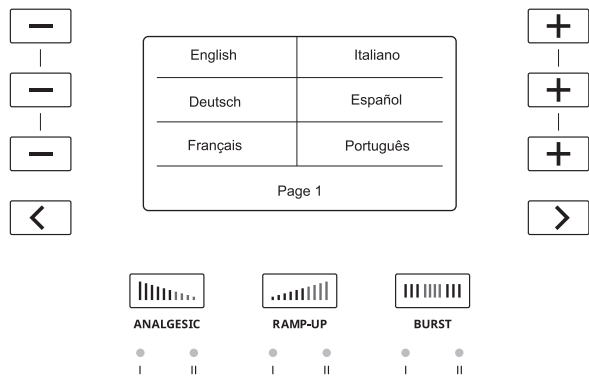 English Italiano
Deutsch Español
Français Português
Page 1
ANALGESIC RAMP-UP BURST
I II I II I II